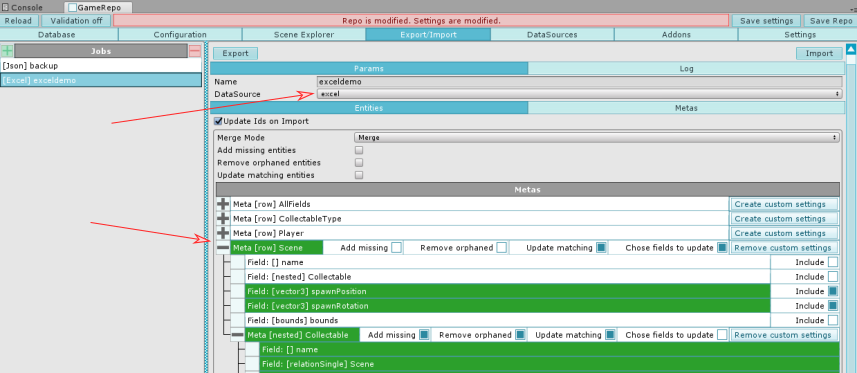 Console GameRepo
Reload Validation off Repo is modified. Settings are modified. Save settings Save Repo
Database Configuration Scene Explorer Export/Import DataSources Addons Settings
Jobs
[Json] backup
[Excel] exceldemo
Export Import
Params Log
Name exceldemo
DataSource excel
Entities Metas
Update Ids on Import
Merge Mode Merge
Add missing entities
Remove orphaned entities
Update matching entities
Metas
Meta [row] AllFields Create custom settings
Meta [row] CollectableType Create custom settings
Meta [row] Player Create custom settings
Meta [row] Scene Add missing Remove orphaned Update matching Chose fields to update Remove custom settings
Field: [] name Include
Field: [nested] Collectable Include
Field: [vector3] spawnPosition Include
Field: [vector3] spawnRotation Include
Field: [bounds] bounds Include
Meta [nested] Collectable Add missing Remove orphaned Update matching Chose fields to update Remove custom settings
Field: [] name
Field: [relationSingle] Scene